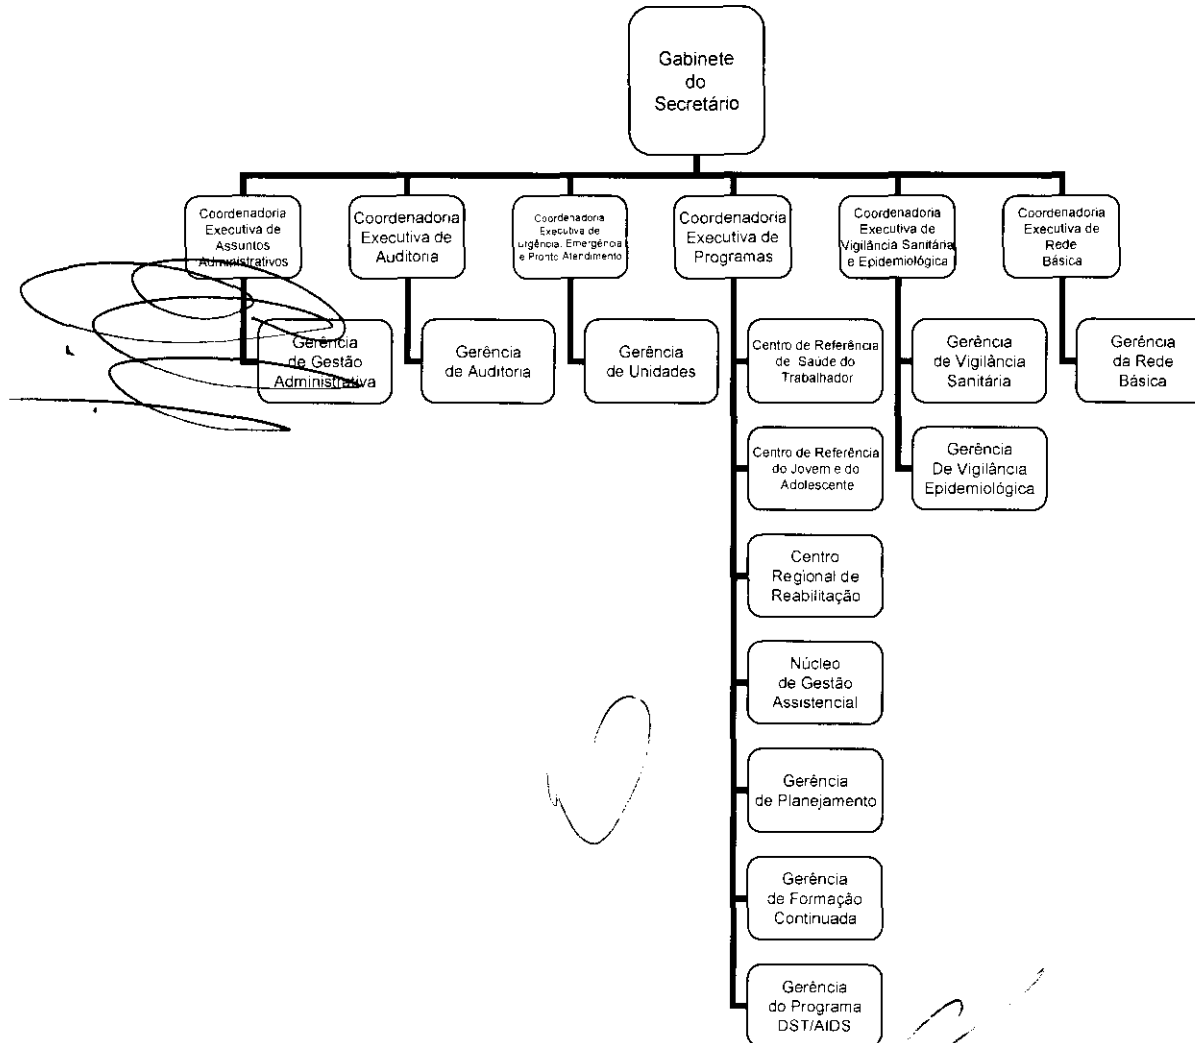 Gabinete
do
Secretário
Coordenadoria
Executiva de
Assuntos
Administrativos
Coordenadoria
Executiva de
Auditoria
Coordenadoria
Executiva de
Urgência, Emergência
e Pronto Atendimento
Coordenadoria
Executiva de
Programas
Coordenadoria
Executiva de
Vigilância Sanitária
e Epidemiológica
Coordenadoria
Executiva de
Rede
Básica
Gerência
de Gestão
Administrativa
Gerência
de Auditoria
Gerência
de Unidades
Centro de Referência
de Saúde do
Trabalhador
Gerência
de Vigilância
Sanitária
Gerência
da Rede
Básica
Centro de Referência
do Jovem e do
Adolescente
Gerência
De Vigilância
Epidemiológica
Centro
Regional de
Reabilitação
Núcleo
de Gestão
Assistencial
Gerência
de Planejamento
Gerência
de Formação
Continuada
Gerência
do Programa
DST/AIDS